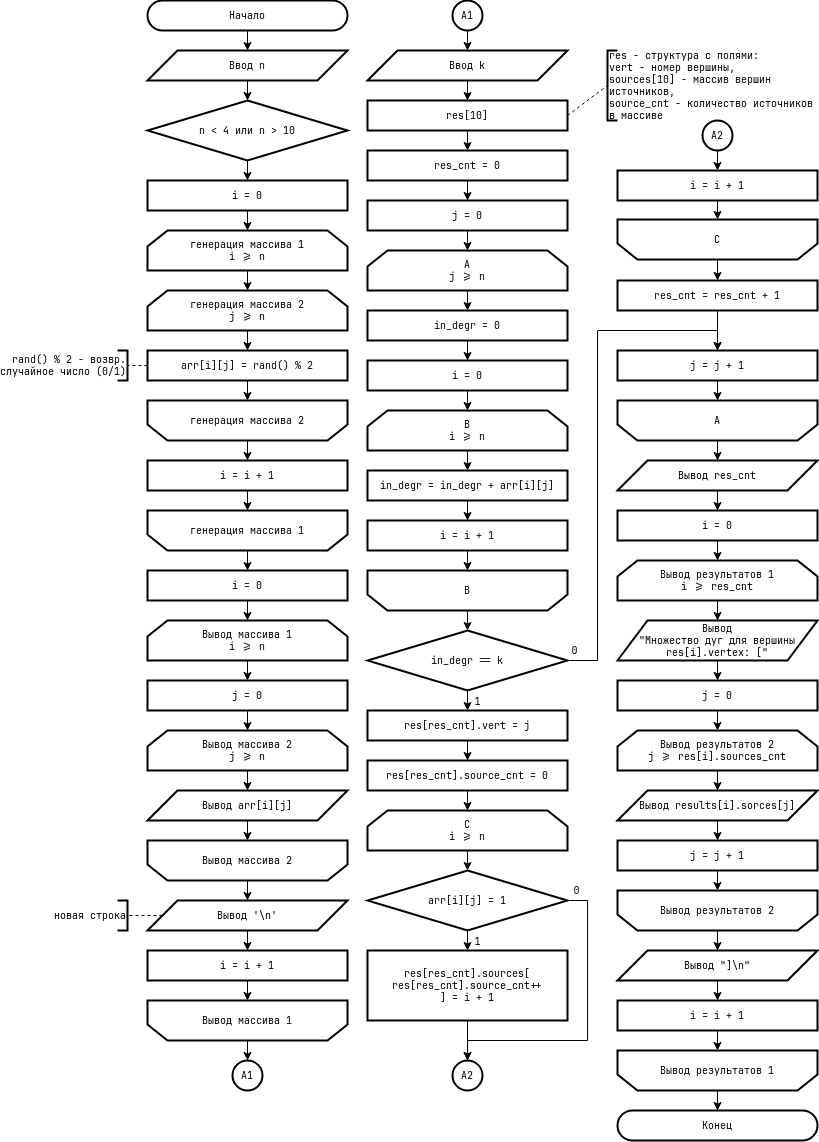 Начало
Ввод n
n < 4 или n > 10
i = 0
генерация массива 1
i ⩾ n
генерация массива 2
j ⩾ n
rand() % 2 - возвр.
случайное число (0/1)
arr[i][j] = rand() % 2
генерация массива 2
i = i + 1
генерация массива 1
i = 0
Вывод массива 1
i ⩾ n
j = 0
Вывод массива 2
j ⩾ n
Вывод arr[i][j]
Вывод массива 2
новая строка
Вывод '\n'
i = i + 1
Вывод массива 1
A1
A1
Ввод k
res[10]
res - структура с полями:
vert - номер вершины,
sources[10] - массив вершин
источников,
source_cnt - количество источников
в массиве
res_cnt = 0
j = 0
A
j ⩾ n
in_degr = 0
i = 0
B
i ⩾ n
in_degr = in_degr + arr[i][j]
i = i + 1
B
in_degr == k
0
1
res[res_cnt].vert = j
res[res_cnt].source_cnt = 0
C
i ⩾ n
arr[i][j] = 1
0
1
res[res_cnt].sources[
res[res_cnt].source_cnt++
] = i + 1
A2
A2
i = i + 1
C
res_cnt = res_cnt + 1
j = j + 1
A
Вывод res_cnt
i = 0
Вывод результатов 1
i ⩾ res_cnt
Вывод
"Множество дуг для вершины
res[i].vertex: ["
j = 0
Вывод результатов 2
j ⩾ res[i].sources_cnt
Вывод results[i].sorces[j]
j = j + 1
Вывод результатов 2
Вывод "]\n"
i = i + 1
Вывод результатов 1
Конец